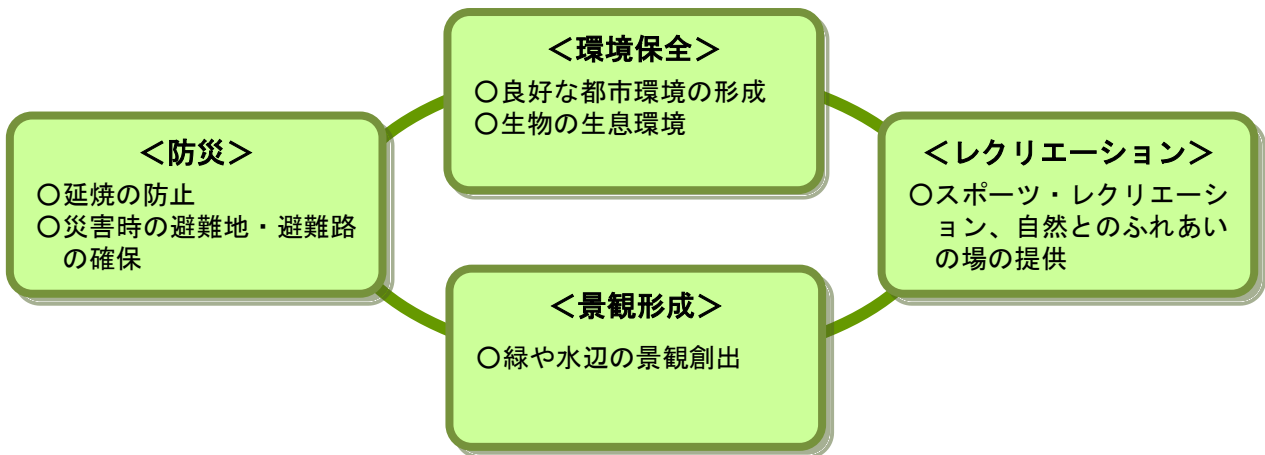 ＜環境保全＞
○良好な都市環境の形成
○生物の生息環境
＜防災＞
○延焼の防止
○災害時の避難地・避難路
の確保
＜レクリエーション＞
○スポーツ・レクリエーシ
ョン、自然とのふれあい
の場の提供
＜景観形成＞
○緑や水辺の景観創出